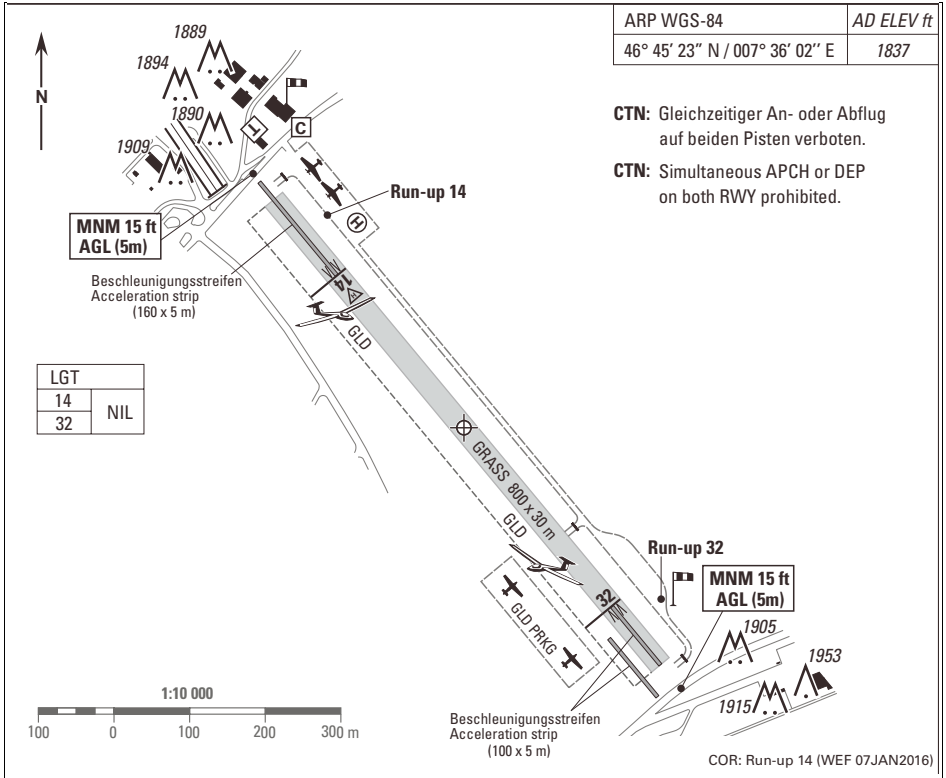 ARP WGS-84
AD ELEV ft
46° 45′ 23″ N / 007° 36′ 02′′ E
1837
CTN: Gleichzeitiger An- oder Abflug
auf beiden Pisten verboten.
CTN: Simultaneous APCH or DEP
on both RWY prohibited.
N
1889
1894
1890
1909
T
C
H
Run-up 14
MNM 15 ft
AGL (5m)
Beschleunigungsstreifen
Acceleration strip
(160 x 5 m)
14
GLD
LGT
14
32
NIL
GRASS 800 x 30 m
GLD
Run-up 32
MNM 15 ft
AGL (5m)
32
GLD PRKG
1905
1953
1915
1:10 000
100
0
100
200
300 m
Beschleunigungsstreifen
Acceleration strip
(100 x 5 m)
COR: Run-up 14 (WEF 07JAN2016)